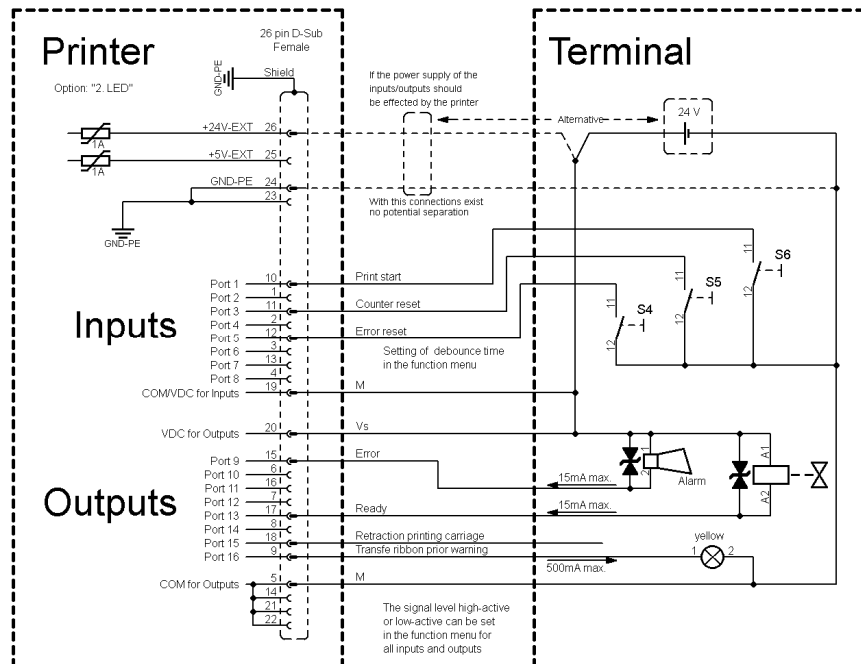 Printer
26 pin D-Sub
Female
Terminal
Shield
GND-PE
Option: "2. LED"
If the power supply of the
inputs/outputs should
be effected by the printer
Alternative
24 V
+24V-EXT 26
1A
+5V-EXT 25
1A
GND-PE 24
23
GND-PE
With this connections exist
no potential separation
Inputs
Port 1 10 Print start
Port 2 1
Port 3 11 Counter reset
Port 4 2
Port 5 12 Error reset
Port 6 3
Port 7 13
Port 8 4
COM/VDC for Inputs 19 M
Setting of debounce time
in the function menu
11
12
S4
11
12
S5
11
12
S6
Outputs
VDC for Outputs 20 Vs
Port 9 15 Error
Port 10 6
Port 11 16
Port 12 7
Port 13 17 Ready
Port 14 8
Port 15 18 Retraction printing carriage
Port 16 9 Transfe ribbon prior warning
COM for Outputs 5 M
14
21
22
15mA max.
2 1
Alarm
A1
A2
15mA max.
500mA max.
yellow
1 2
The signal level high-active
or low-active can be set
in the function menu for
all inputs and outputs